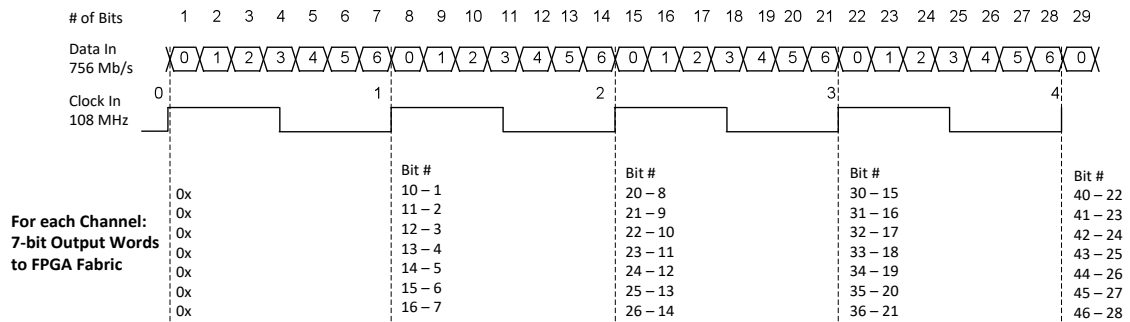 # of Bits 1 2 3 4 5 6 7 8 9 10 11 12 13 14 15 16 17 18 19 20 21 22 23 24 25 26 27 28 29
Data In
756 Mb/s
0 1 2 3 4 5 6 0 1 2 3 4 5 6 0 1 2 3 4 5 6 0 1 2 3 4 5 6 0
0 1 2 3 4
Clock In
108 MHz
For each Channel:
7-bit Output Words
to FPGA Fabric
0x
0x
0x
0x
0x
0x
0x
Bit #
10 – 1
11 – 2
12 – 3
13 – 4
14 – 5
15 – 6
16 – 7
Bit #
20 – 8
21 – 9
22 – 10
23 – 11
24 – 12
25 – 13
26 – 14
Bit #
30 – 15
31 – 16
32 – 17
33 – 18
34 – 19
35 – 20
36 – 21
Bit #
40 – 22
41 – 23
42 – 24
43 – 25
44 – 26
45 – 27
46 – 28